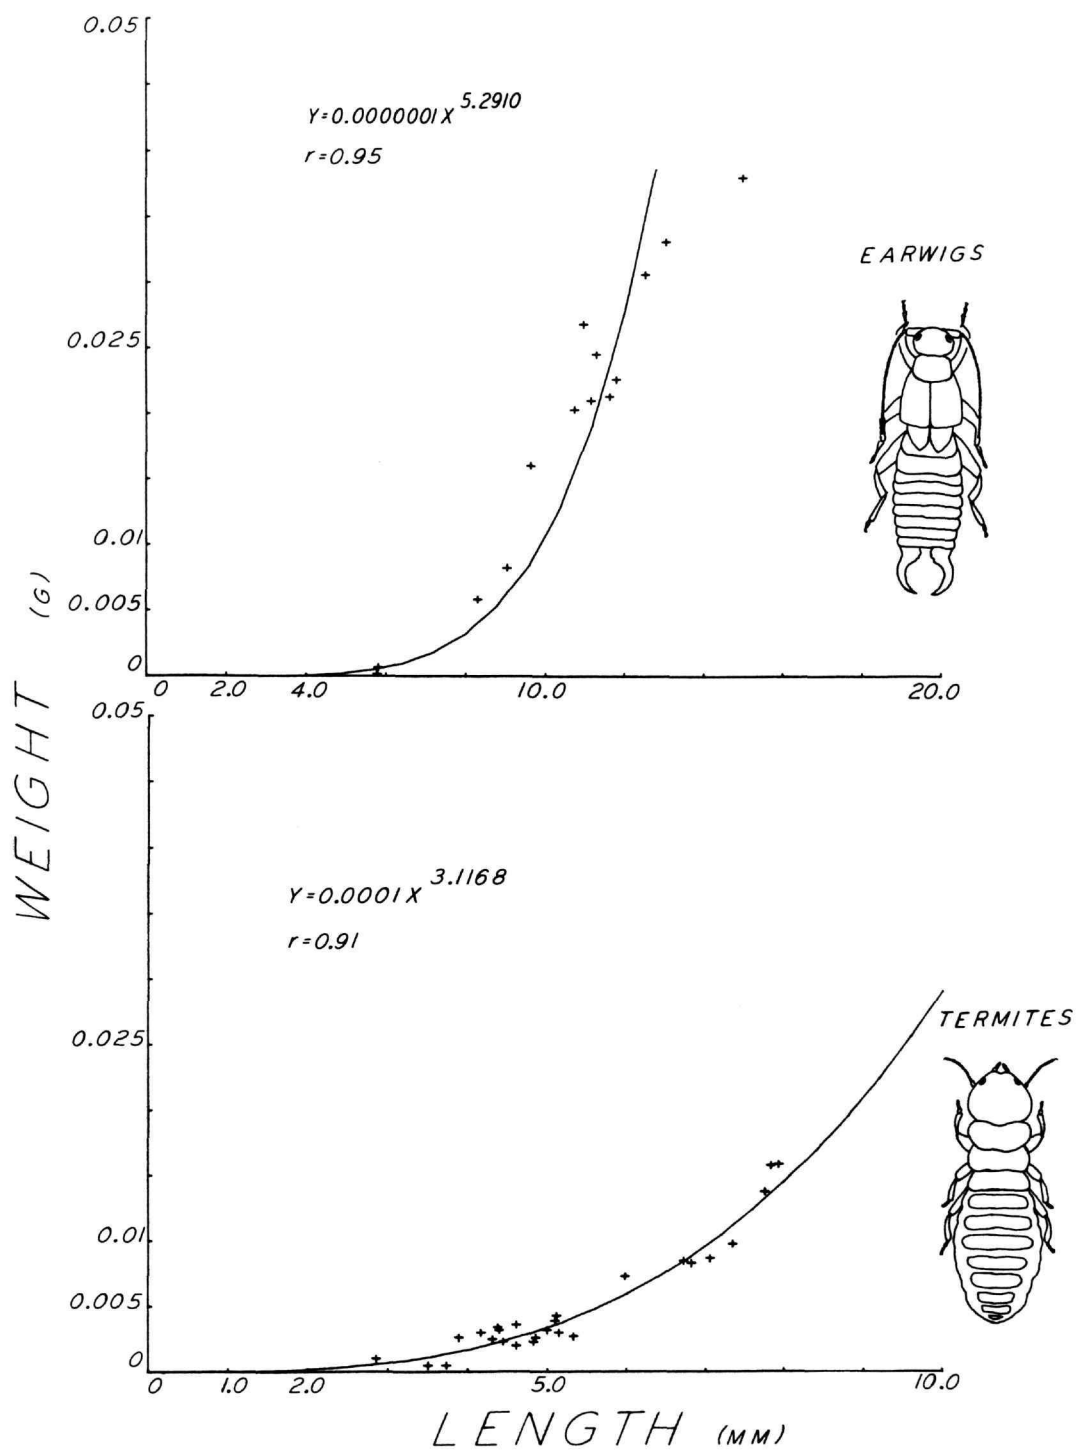 0.05
Y=0.0000001X^5.2910
r=0.95
EARWIGS
0.025
0.01
0.005
0
0 2.0 4.0 10.0 20.0
WEIGHT (G)
0.05
Y=0.0001X^3.1168
r=0.91
TERMITES
0.025
0.01
0.005
0
0 1.0 2.0 5.0 10.0
LENGTH (MM)